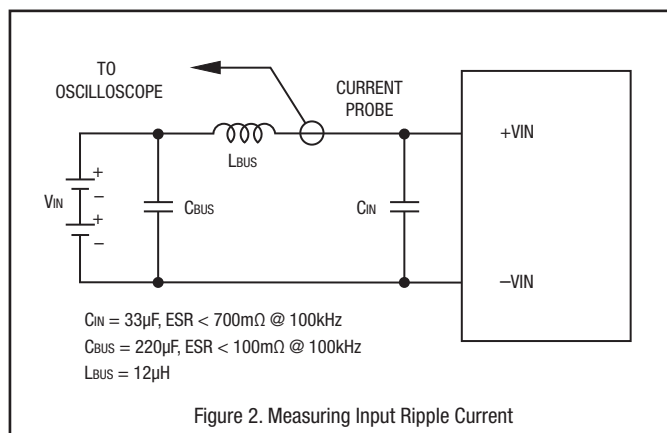 TO
OSCILLOSCOPE
CURRENT
PROBE
+VIN
LBUS
+
−
VIN
+
−
CBUS
CIN
−VIN
CIN = 33µF, ESR < 700mΩ @ 100kHz
CBUS = 220µF, ESR < 100mΩ @ 100kHz
LBUS = 12µH
Figure 2. Measuring Input Ripple Current